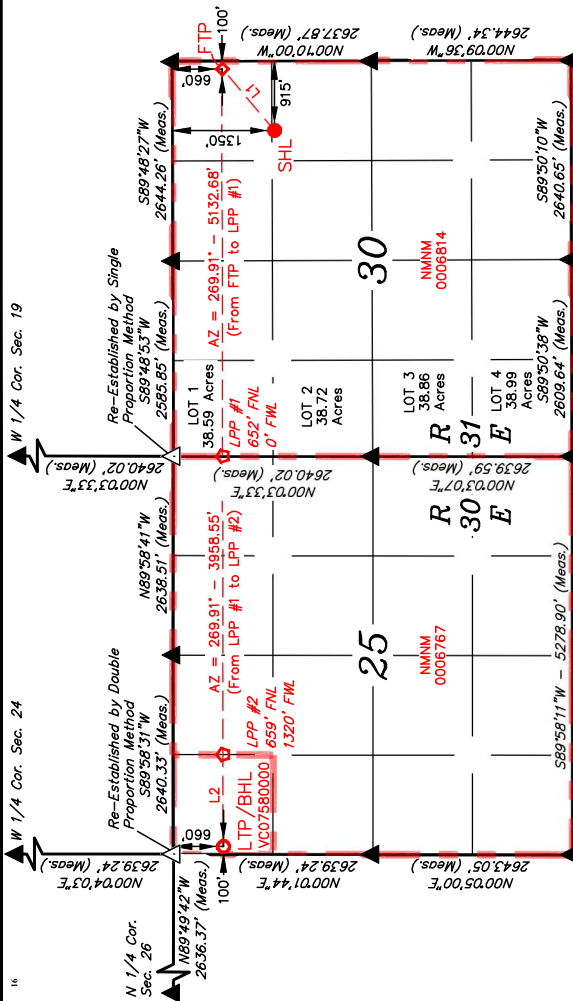 16
W 1/4 Cor. Sec. 24
W 1/4 Cor. Sec. 19
N00°04'03"E
2639.24' (Meas.)
N00°03'33"E
2640.02' (Meas.)
Re-Established by Double
Proportion Method
S89°58'31"W
2640.33' (Meas.)
N89°58'41"W
2638.51' (Meas.)
Re-Established by Single
Proportion Method
S89°48'53"W
2585.85' (Meas.)
S89°48'27"W
2644.26' (Meas.)
N 1/4 Cor.
Sec. 26
N89°49'42"W
2636.37' (Meas.)
660'
100'
L2
LTP/BHL
VC07580000
LPP #2
659' FNL
1320' FWL
AZ = 269.91° - 3958.55'
(From LPP #1 to LPP #2)
LOT 1
38.59
Acres
LPP #1
652' FNL
0' FWL
AZ = 269.91° - 5132.68'
(From FTP to LPP #1)
660'
1350'
FTP
100'
L1
915'
SHL
N00°10'00"W
2637.87' (Meas.)
N00°01'44"E
2639.24' (Meas.)
N00°03'33"E
2640.02' (Meas.)
LOT 2
38.72
Acres
25
30
NMNM
0006767
NMNM
0006814
N00°05'00"E
2643.05' (Meas.)
N00°03'07"E
2639.59' (Meas.)
R R
30 31
E E
LOT 3
38.86
Acres
LOT 4
38.99
Acres
N00°09'36"W
2644.34' (Meas.)
S89°58'11"W - 5278.90' (Meas.)
S89°50'38"W
2609.64' (Meas.)
S89°50'10"W
2640.65' (Meas.)